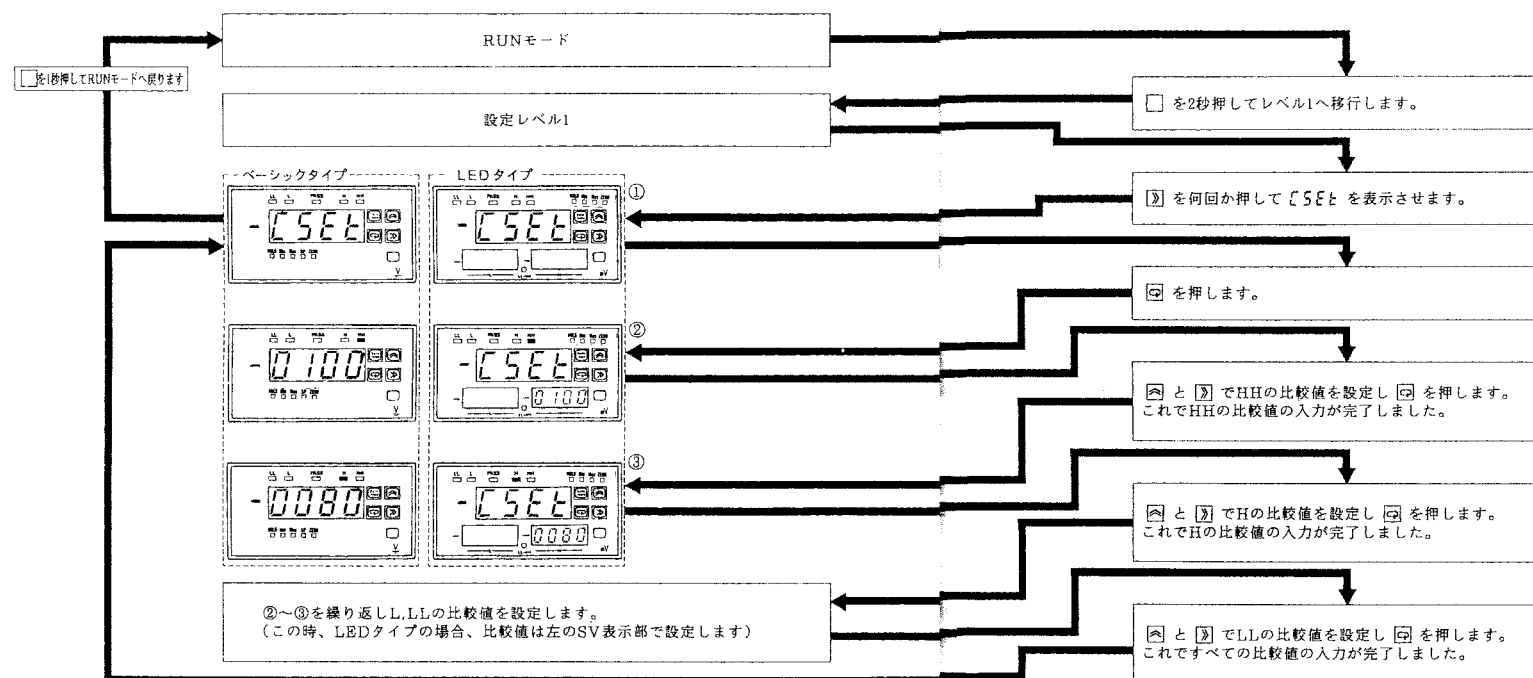 RUNモード
□を1秒押してRUNモードへ戻ります
□ を2秒押してレベル1へ移行します。
設定レベル1
ベーシックタイプ
LEDタイプ
①
LL L PASS H HH
CSEt
V
LL L PASS H HH
CSEt
mV
》 を何回か押して CSEt を表示させます。
を押します。
②
-0100
V
-CSEt
-0100
mV
︽ と 》 でHHの比較値を設定し を押します。
これでHHの比較値の入力が完了しました。
③
-0080
V
-CSEt
-0080
mV
︽ と 》 でHの比較値を設定し を押します。
これでHの比較値の入力が完了しました。
②～③を繰り返しL,LLの比較値を設定します。
(この時、LEDタイプの場合、比較値は左のSV表示部で設定します)
︽ と 》 でLLの比較値を設定し を押します。
これですべての比較値の入力が完了しました。